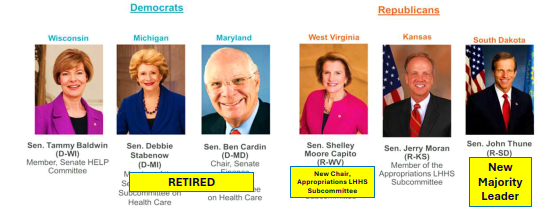 Democrats
Republicans
Wisconsin
Michigan
Maryland
West Virginia
Kansas
South Dakota
Sen. Tammy Baldwin
(D-WI)
Member, Senate HELP
Committee
Sen. Debbie
Stabenow
(D-MI)
Subcommittee on
Health Care
Sen. Ben Cardin
(D-MD)
Chair, Senate
Finance
on Health Care
RETIRED
Sen. Shelley
Moore Capito
(R-WV)
New Chair,
Appropriations LHHS
Subcommittee
Sen. Jerry Moran
(R-KS)
Member of the
Appropriations LHHS
Subcommittee
Sen. John Thune
(R-SD)
New
Majority
Leader